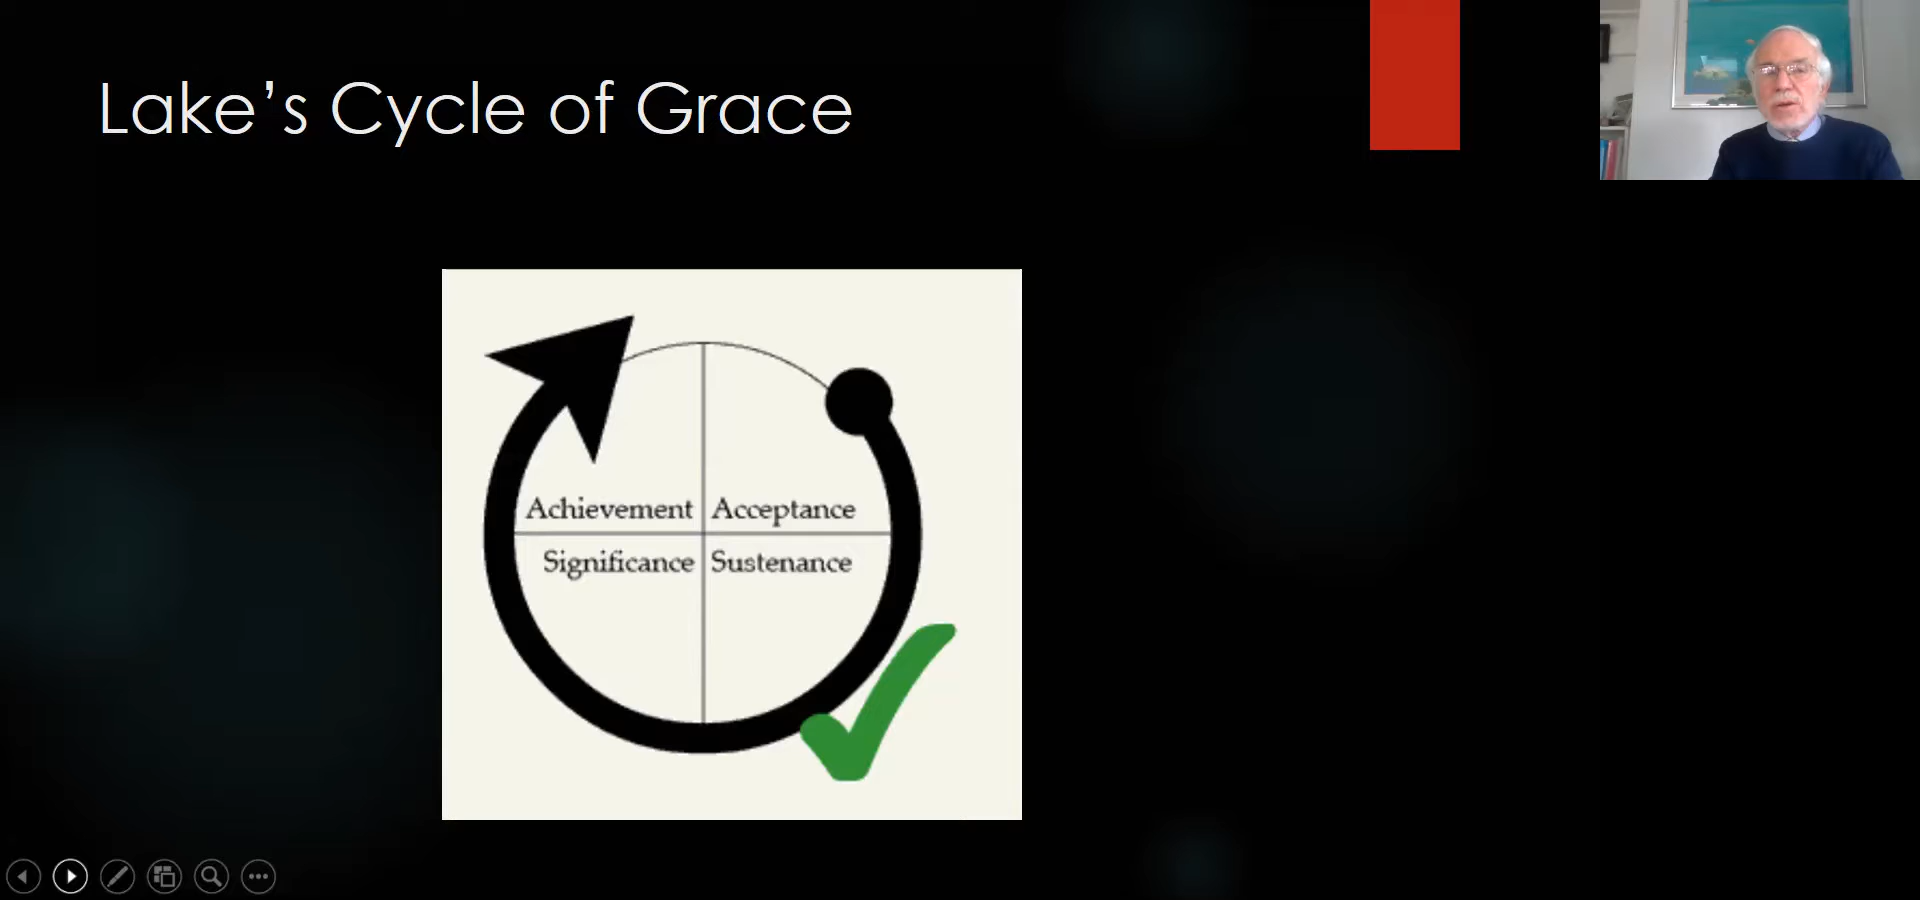 Lake’s Cycle of Grace
Achievement Acceptance
Significance Sustenance